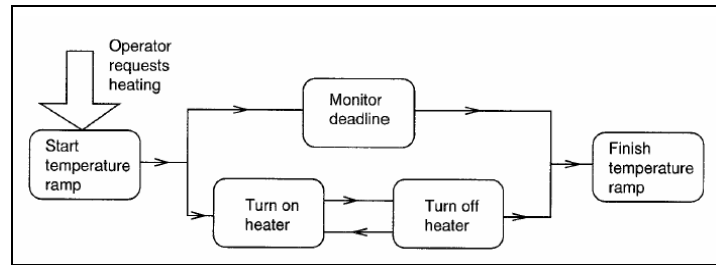 Operator
requests
heating
Monitor
deadline
Start
temperature
ramp
Finish
temperature
ramp
Turn on
heater
Turn off
heater